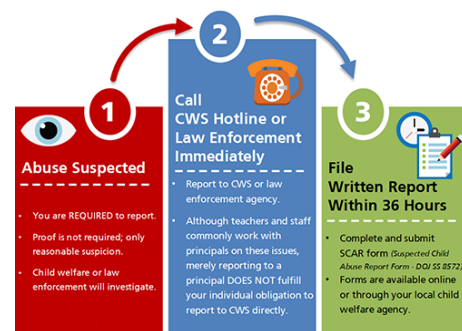 1
Abuse Suspected
• You are REQUIRED to report.
• Proof is not required; only
reasonable suspicion.
• Child welfare or law
enforcement will investigate.
2
Call
CWS Hotline or
Law Enforcement
Immediately
• Report to CWS or law
enforcement agency.
• Although teachers and staff
commonly work with
principals on these issues,
merely reporting to a
principal DOES NOT fulfill
your individual obligation to
report to CWS directly.
3
File
Written Report
Within 36 Hours
• Complete and submit
SCAR form (Suspected Child
Abuse Report Form - DOJ SS 8572)
• Forms are available online
or through your local child
welfare agency.